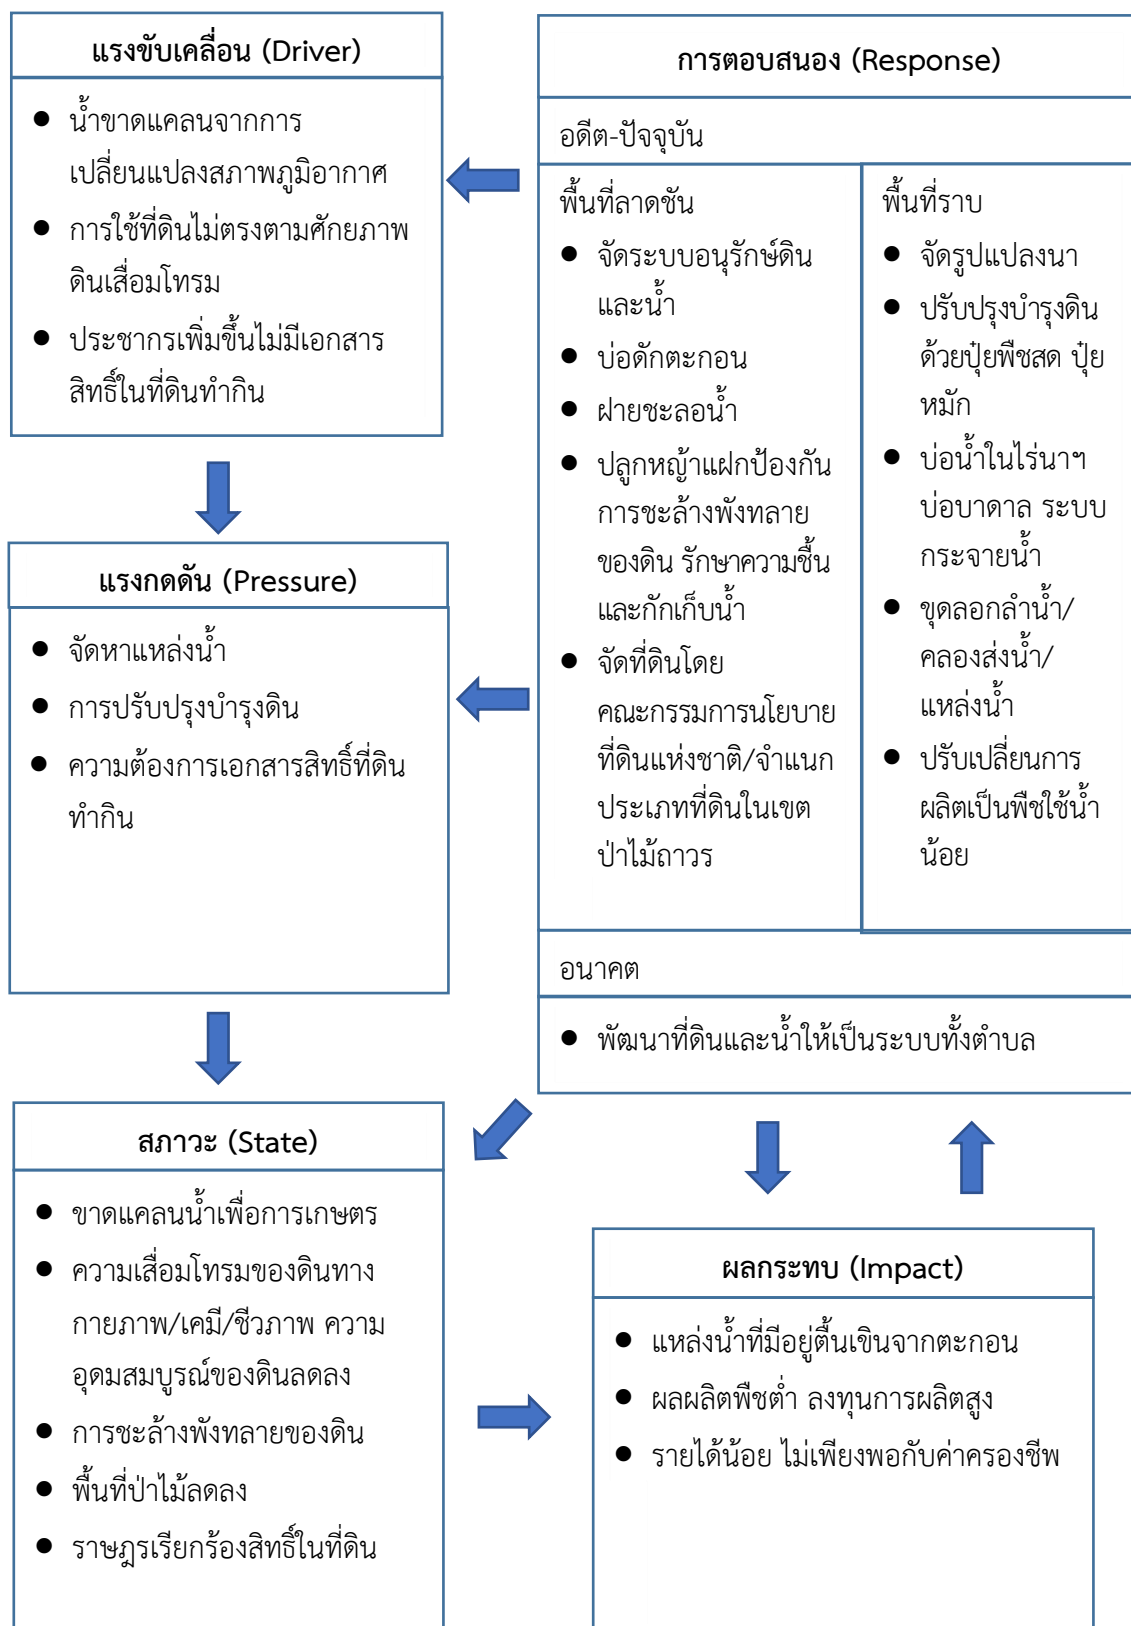 แรงขับเคลื่อน (Driver)
● น้ำขาดแคลนจากการ
เปลี่ยนแปลงสภาพภูมิอากาศ
● การใช้ที่ดินไม่ตรงตามศักยภาพ
ดินเสื่อมโทรม
● ประชากรเพิ่มขึ้นไม่มีเอกสาร
สิทธิ์ในที่ดินทำกิน
แรงกดดัน (Pressure)
● จัดหาแหล่งน้ำ
● การปรับปรุงบำรุงดิน
● ความต้องการเอกสารสิทธิ์ที่ดิน
ทำกิน
สภาวะ (State)
● ขาดแคลนน้ำเพื่อการเกษตร
● ความเสื่อมโทรมของดินทาง
กายภาพ/เคมี/ชีวภาพ ความ
อุดมสมบูรณ์ของดินลดลง
● การชะล้างพังทลายของดิน
● พื้นที่ป่าไม้ลดลง
● ราษฎรเรียกร้องสิทธิ์ในที่ดิน
การตอบสนอง (Response)
อดีต-ปัจจุบัน
พื้นที่ลาดชัน
● จัดระบบอนุรักษ์ดิน
และน้ำ
● บ่อดักตะกอน
● ฝายชะลอน้ำ
● ปลูกหญ้าแฝกป้องกัน
การชะล้างพังทลาย
ของดิน รักษาความชื้น
และกักเก็บน้ำ
● จัดที่ดินโดย
คณะกรรมการนโยบาย
ที่ดินแห่งชาติ/จำแนก
ประเภทที่ดินในเขต
ป่าไม้ถาวร
พื้นที่ราบ
● จัดรูปแปลงนา
● ปรับปรุงบำรุงดิน
ด้วยปุ๋ยพืชสด ปุ๋ย
หมัก
● บ่อน้ำในไร่นาฯ
บ่อบาดาล ระบบ
กระจายน้ำ
● ขุดลอกลำน้ำ/
คลองส่งน้ำ/
แหล่งน้ำ
● ปรับเปลี่ยนการ
ผลิตเป็นพืชใช้น้ำ
น้อย
อนาคต
● พัฒนาที่ดินและน้ำให้เป็นระบบทั้งตำบล
ผลกระทบ (Impact)
● แหล่งน้ำที่มีอยู่ตื้นเขินจากตะกอน
● ผลผลิตพืชต่ำ ลงทุนการผลิตสูง
● รายได้น้อย ไม่เพียงพอกับค่าครองชีพ